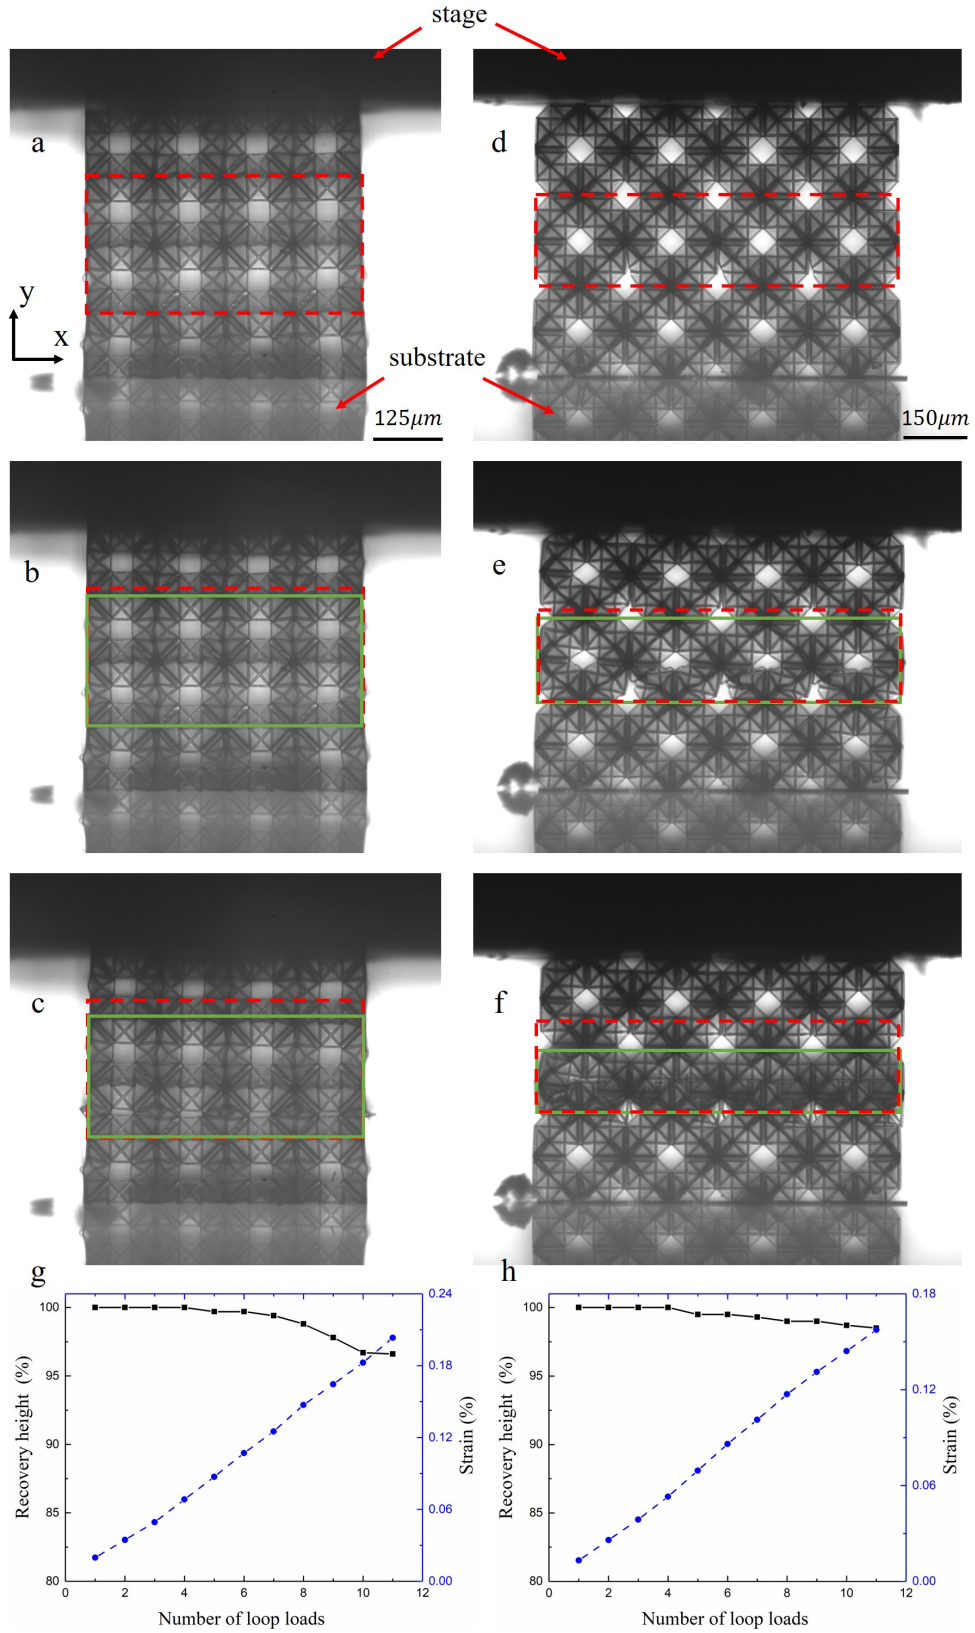 stage
a
d
y
x
substrate
125μm
150μm
b
e
c
f
g
h
100
95
90
85
80
Recovery height (%)
0.24
0.18
0.12
0.06
0.00
Strain (%)
0 2 4 6 8 10 12
Number of loop loads
100
95
90
85
80
Recovery height (%)
0.18
0.12
0.06
0.00
Strain (%)
0 2 4 6 8 10 12
Number of loop loads